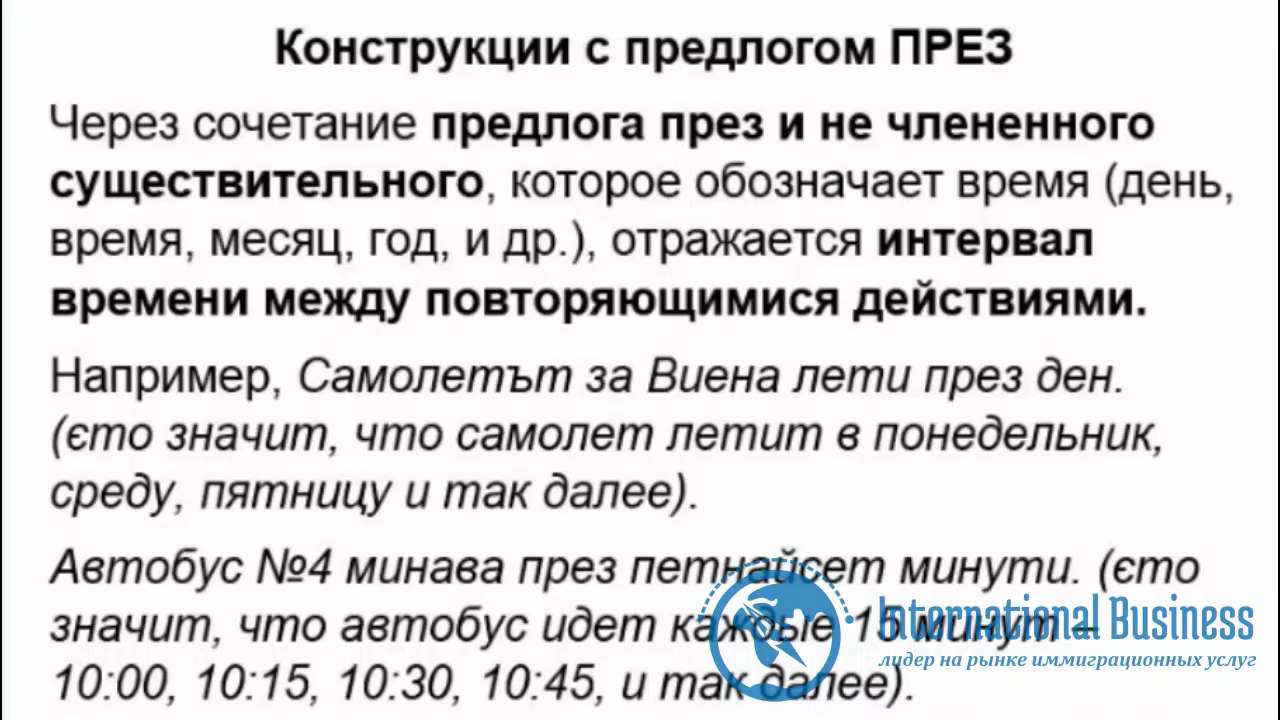 Конструкции с предлогом ПРЕЗ
Через сочетание предлога през и не члененного
существительного, которое обозначает время (день,
время, месяц, год, и др.), отражается интервал
времени между повторяющимися действиями.
Например, Самолетът за Виена лети през ден.
(єто значит, что самолет летит в понедельник,
среду, пятницу и так далее).
Автобус №4 минава през петнайсет минути. (єто
значит, что автобус идет каждые 15 минут –
10:00, 10:15, 10:30, 10:45, и так далее).
International Business
лидер на рынке иммиграционных услуг